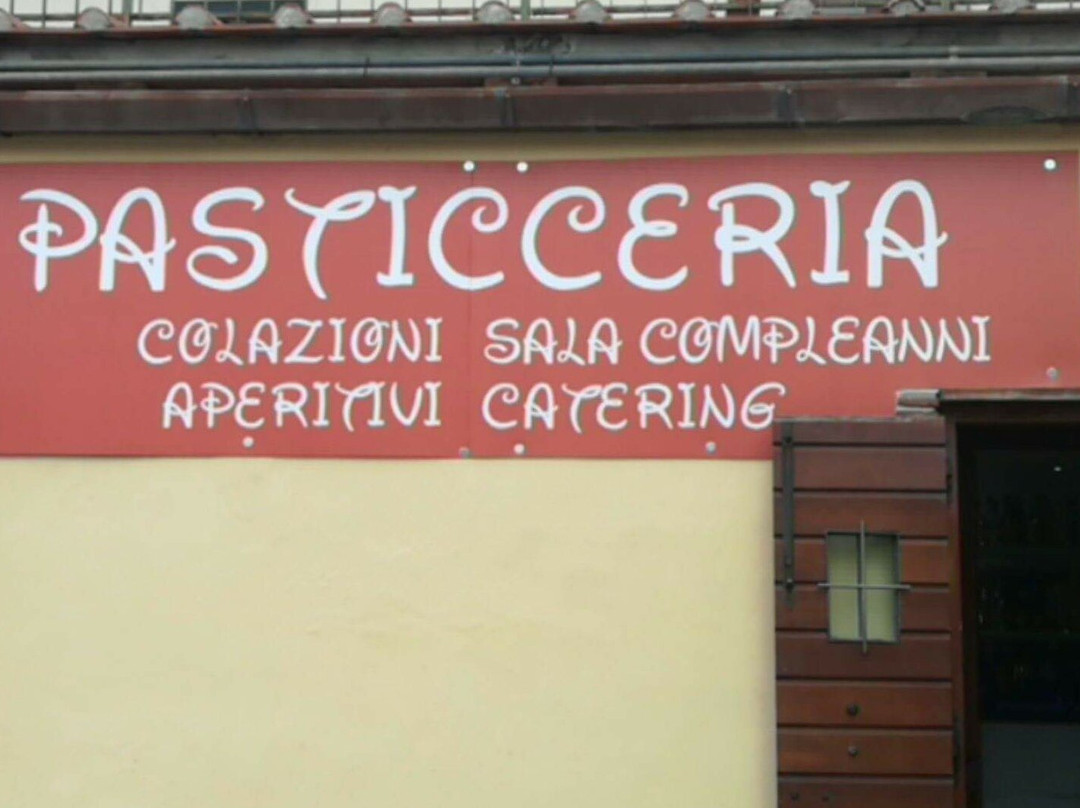 PASTICCERIA
COLAZIONI SALA COMPLEANNI
APERITIVI CATERING